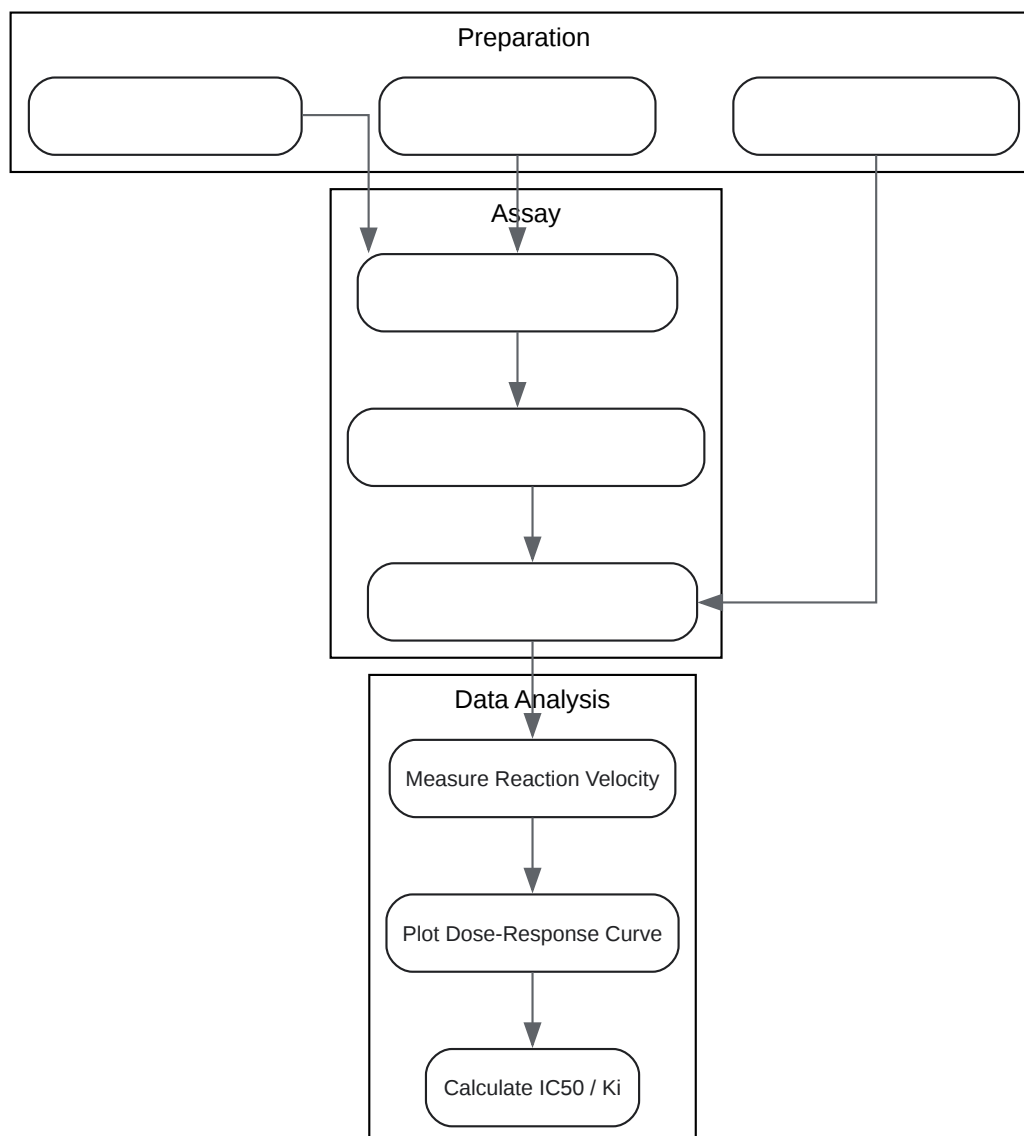 Preparation
Assay
Data Analysis
Measure Reaction Velocity
Plot Dose-Response Curve
Calculate IC50 / Ki